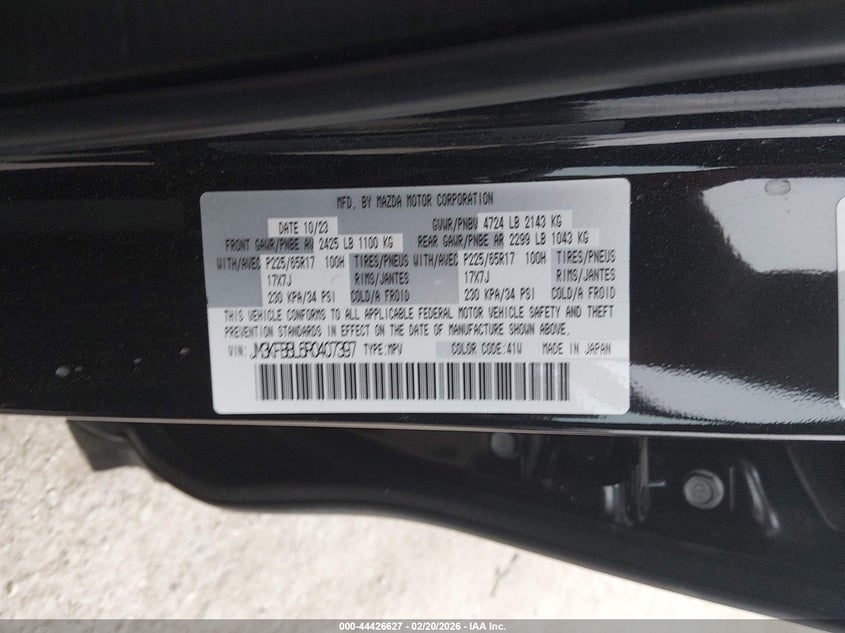 MFD. BY MAZDA MOTOR CORPORATION
DATE 10/23 GVWR/PNBV 4724 LB 2143 KG
FRONT GAWR/PNBE AV 2425 LB 1100 KG REAR GAWR/PNBE AR 2299 LB 1043 KG
WITH/AVEC P225/65R17 100H TIRES/PNEUS WITH/AVEC P225/65R17 100H TIRES/PNEUS
17X7J RIMS/JANTES 17X7J RIMS/JANTES
230 KPA/34 PSI COLD/A FROID 230 KPA/34 PSI COLD/A FROID
THIS VEHICLE CONFORMS TO ALL APPLICABLE FEDERAL MOTOR VEHICLE SAFETY AND THEFT
PREVENTION STANDARDS IN EFFECT ON THE DATE OF MANUFACTURE SHOWN ABOVE.
VIN: JM3KFBBL6R0407397 TYPE:MPV COLOR CODE:41W MADE IN JAPAN
000-44426627 - 02/20/2026 - IAA Inc.